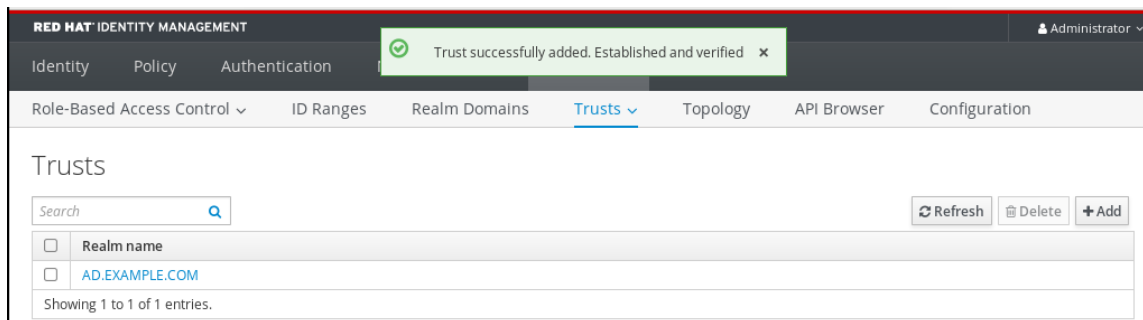 RED HAT IDENTITY MANAGEMENT
Administrator
Trust successfully added. Established and verified ×
Identity Policy Authentication
Role-Based Access Control ID Ranges Realm Domains Trusts Topology API Browser Configuration
Trusts
Search
Refresh Delete +Add
Realm name
AD.EXAMPLE.COM
Showing 1 to 1 of 1 entries.